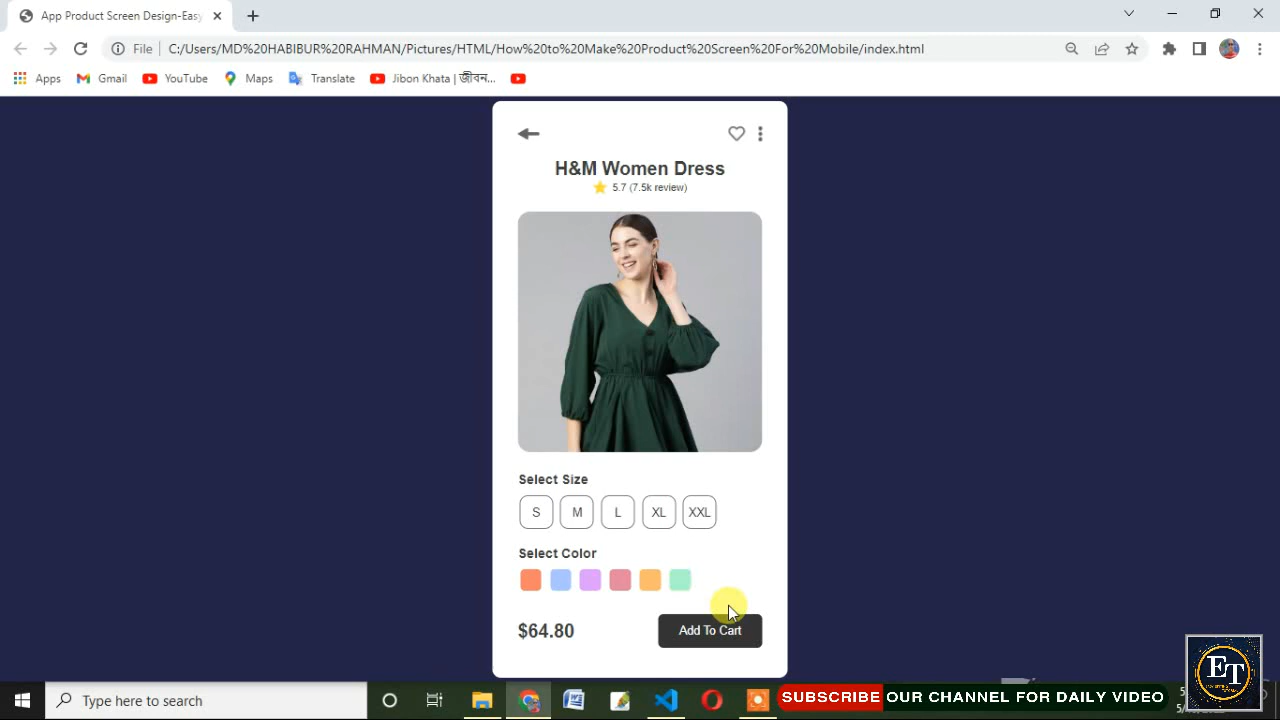 App Product Screen Design-Easy
File
C:/Users/MD%20HABIBUR%20RAHMAN/Pictures/HTML/How%20to%20Make%20Product%20Screen%20For%20Mobile/index.html
Apps
Gmail
YouTube
Maps
Translate
Jibon Khata | জীবন...
H&M Women Dress
5.7 (7.5k review)
Select Size
S M L XL XXL
Select Color
$64.80
Add To Cart
Type here to search
SUBSCRIBE OUR CHANNEL FOR DAILY VIDEO
ET